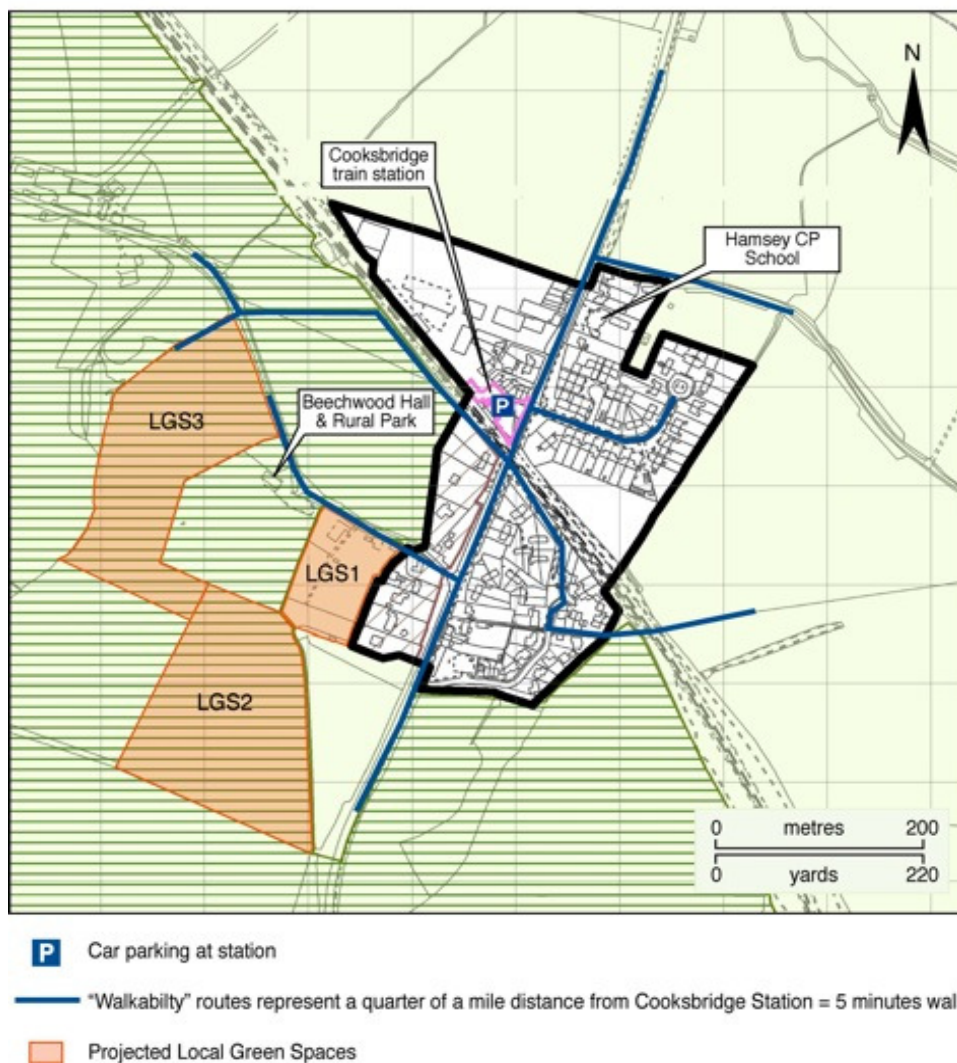 N
Cooksbridge
train station
Hamsey CP
School
LGS3
Beechwood Hall
& Rural Park
P
LGS1
LGS2
0 metres 200
0 yards 220
P Car parking at station
“Walkabilty” routes represent a quarter of a mile distance from Cooksbridge Station = 5 minutes wal
Projected Local Green Spaces